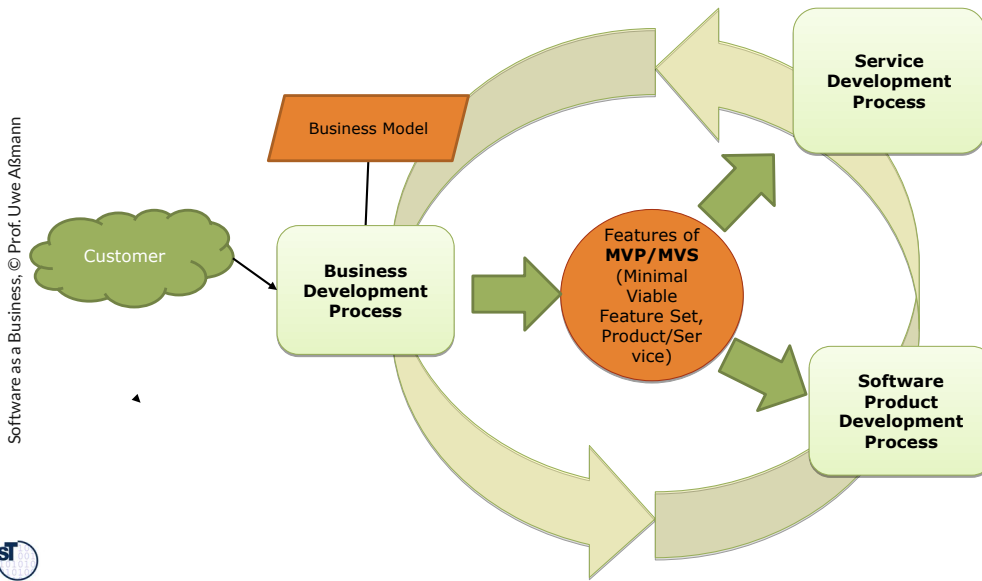 Service
Development
Process
Business Model
Software as a Business, © Prof. Uwe Aßmann
Customer
Business
Development
Process
Features of
MVP/MVS
(Minimal
Viable
Feature Set,
Product/Ser
vice)
Software
Product
Development
Process
sT